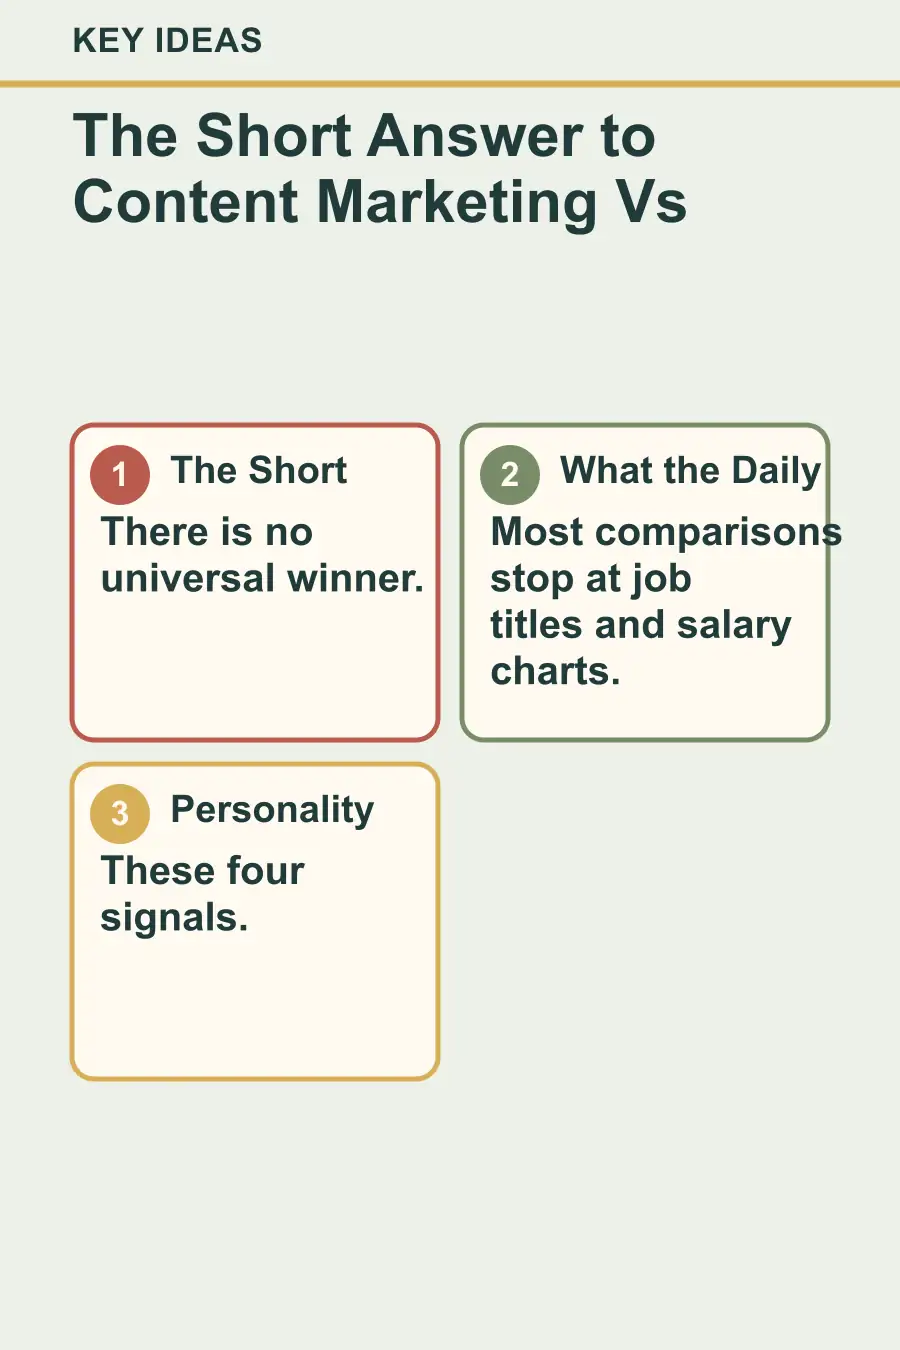 KEY IDEAS
The Short Answer to
Content Marketing Vs
1 The Short
There is no
universal winner.
2 What the Daily
Most comparisons
stop at job
titles and salary
charts.
3 Personality
These four
signals.